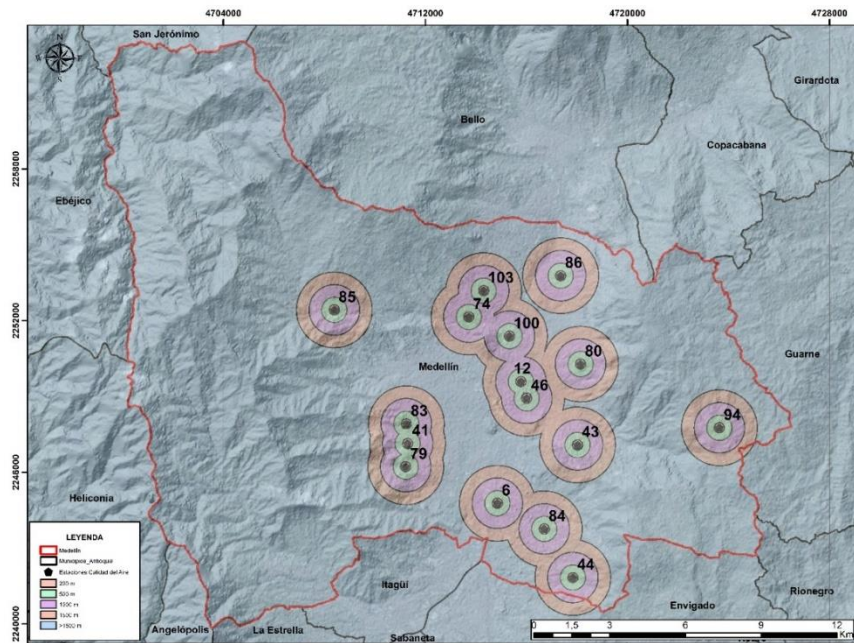 4704000 4712000 4720000 4728000
San Jerónimo
N
Girardota
Bello
Copacabana
2258000
Ebéjico
86
103
85
74
2252000
100
Guarne
Medellín
80
12
46
83
94
41
43
79
2246000
6
Heliconia
84
LEYENDA
Medellín
Municipios_Antioquia
Estaciones Calidad del Aire
200 m
500 m
1000 m
1500 m
>1500 m
44
Itagüí
Envigado
Rionegro
2240000
Angelópolis
La Estrella
Sabaneta
0 1,5 3 6 9 12
Km